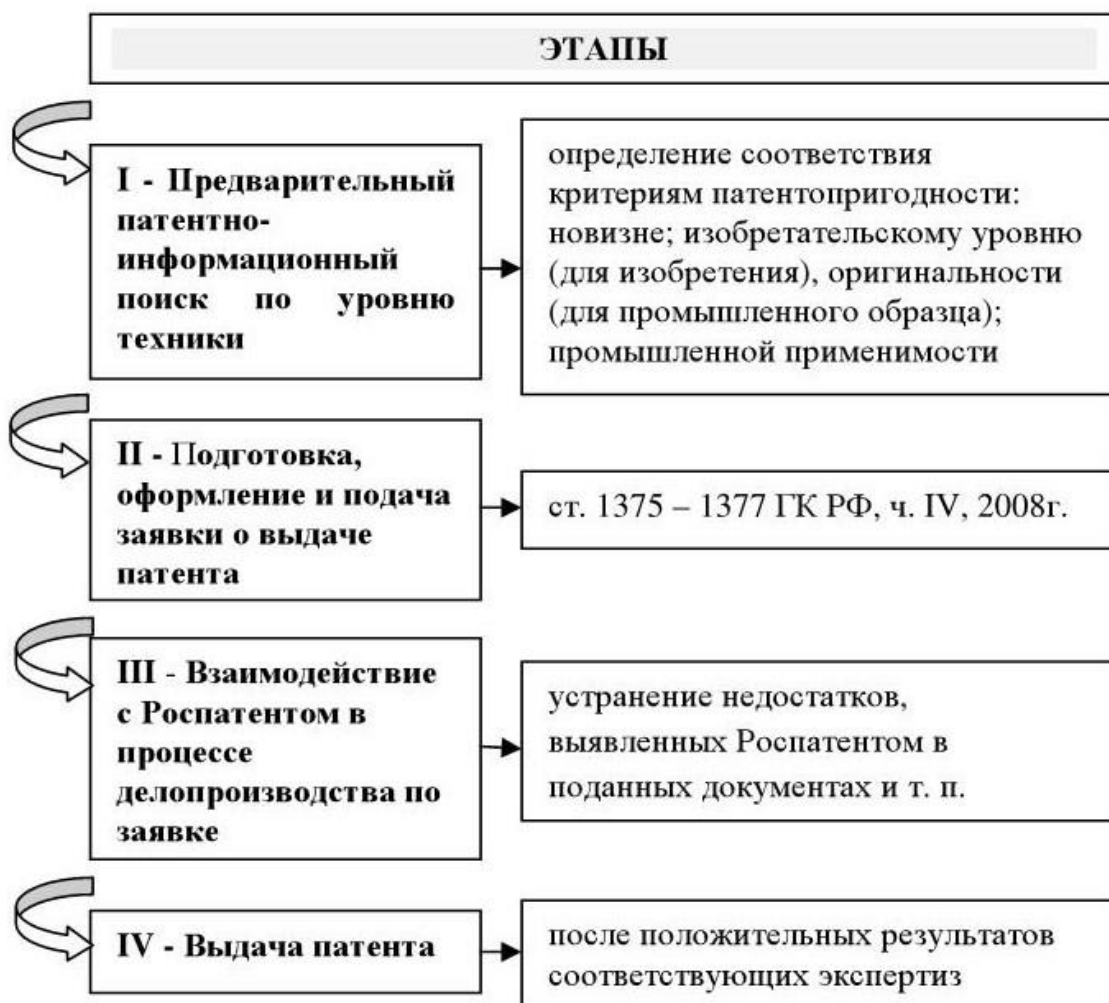 ЭТАПЫ
I - Предварительный
патентно-
информационный
поиск по уровню
техники
определение соответствия
критериям патентопригодности:
новизне; изобретательскому уровню
(для изобретения), оригинальности
(для промышленного образца);
промышленной применимости
II - Подготовка,
оформление и подача
заявки о выдаче
патента
ст. 1375 – 1377 ГК РФ, ч. IV, 2008г.
III - Взаимодействие
с Роспатентом в
процессе
делопроизводства по
заявке
устранение недостатков,
выявленных Роспатентом в
поданных документах и т. п.
IV - Выдача патента
после положительных результатов
соответствующих экспертиз